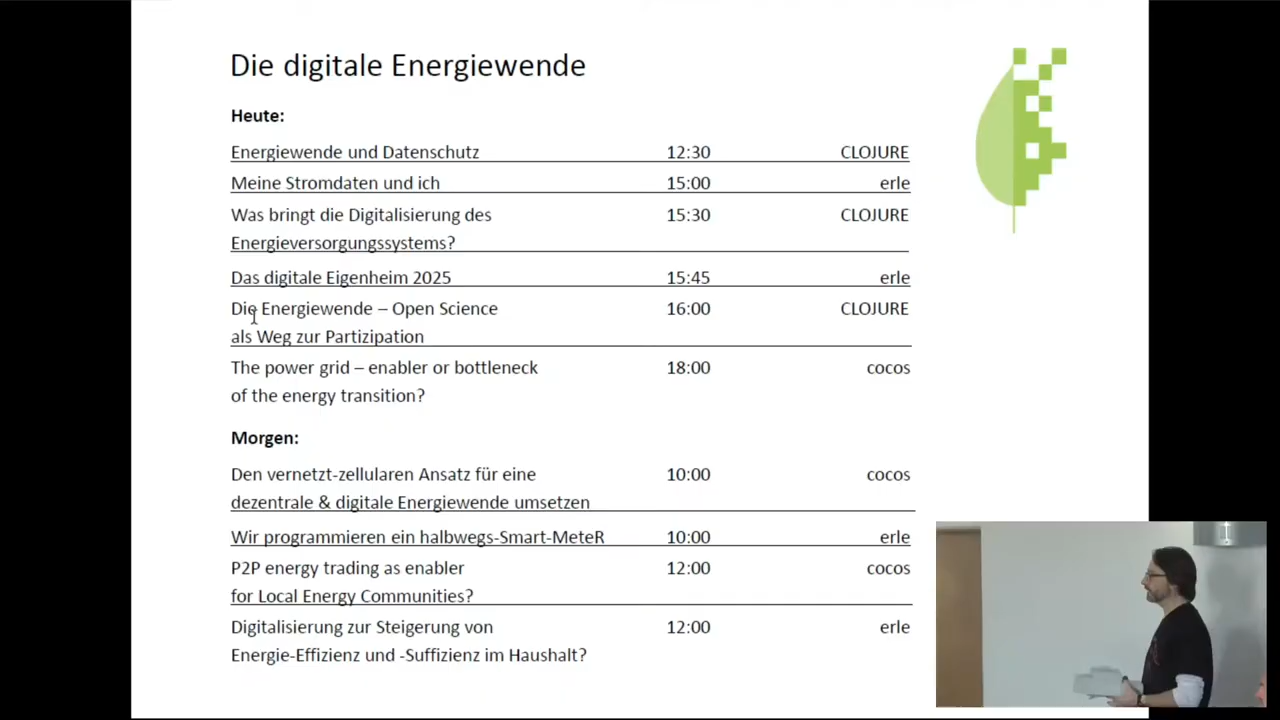 Die digitale Energiewende
Heute:
Energiewende und Datenschutz 12:30 CLOJURE
Meine Stromdaten und ich 15:00 erle
Was bringt die Digitalisierung des 15:30 CLOJURE
Energieversorgungssystems?
Das digitale Eigenheim 2025 15:45 erle
Die Energiewende – Open Science 16:00 CLOJURE
als Weg zur Partizipation
The power grid – enabler or bottleneck 18:00 cocos
of the energy transition?
Morgen:
Den vernetzt-zellularen Ansatz für eine 10:00 cocos
dezentrale & digitale Energiewende umsetzen
Wir programmieren ein halbwegs-Smart-MeteR 10:00 erle
P2P energy trading as enabler 12:00 cocos
for Local Energy Communities?
Digitalisierung zur Steigerung von 12:00 erle
Energie-Effizienz und -Suffizienz im Haushalt?